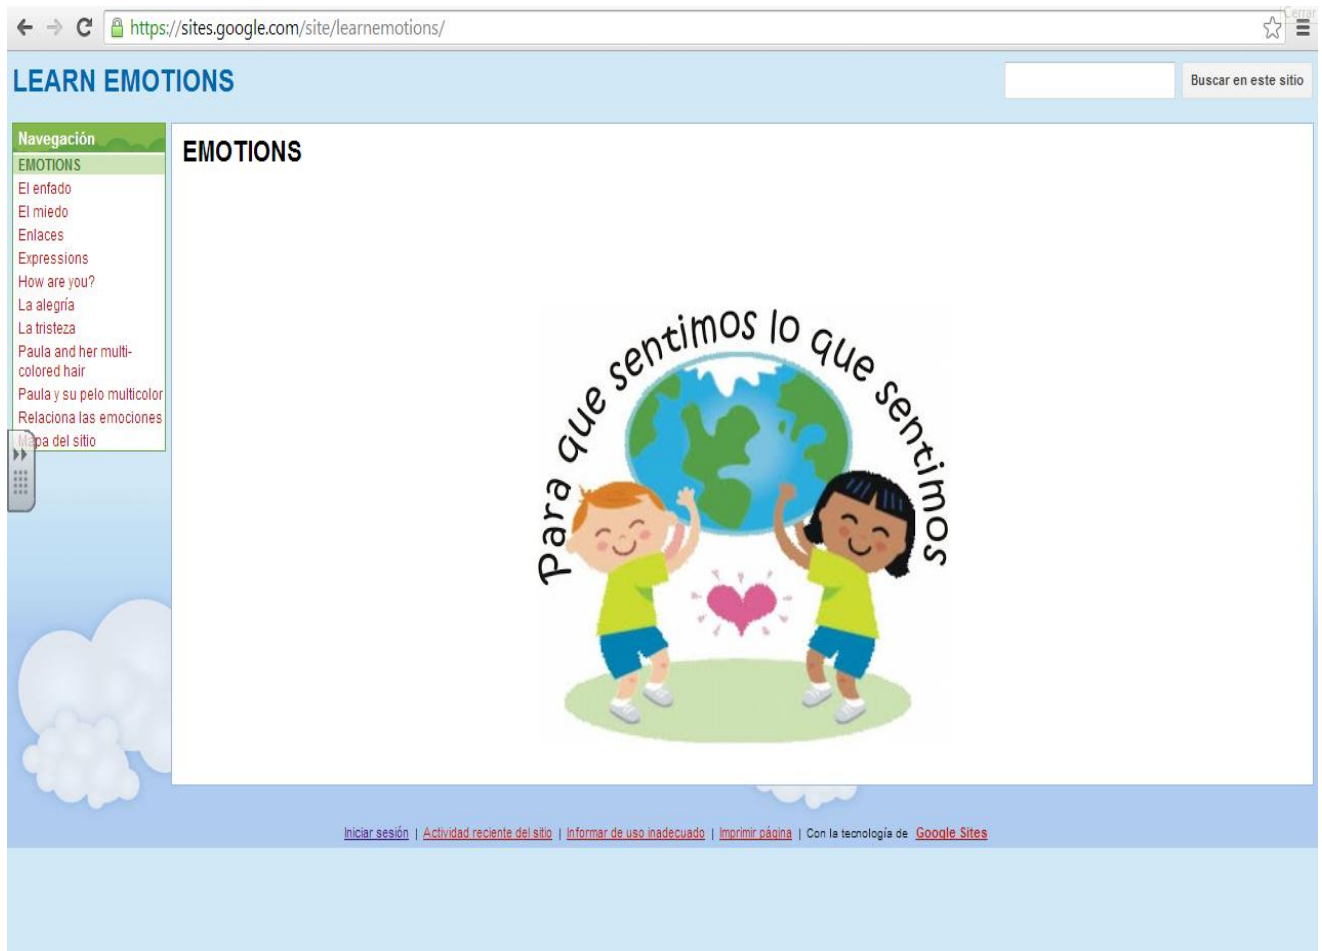 Cerrar
https://sites.google.com/site/learnemotions/
LEARN EMOTIONS
Buscar en este sitio
Navegación
EMOTIONS
El enfado
El miedo
Enlaces
Expressions
How are you?
La alegría
La tristeza
Paula and her multi-
colored hair
Paula y su pelo multicolor
Relaciona las emociones
Mapa del sitio
EMOTIONS
Para que sentimos lo que sentimos
Iniciar sesión | Actividad reciente del sitio | Informar de uso inadecuado | Imprimir página | Con la tecnología de Google Sites